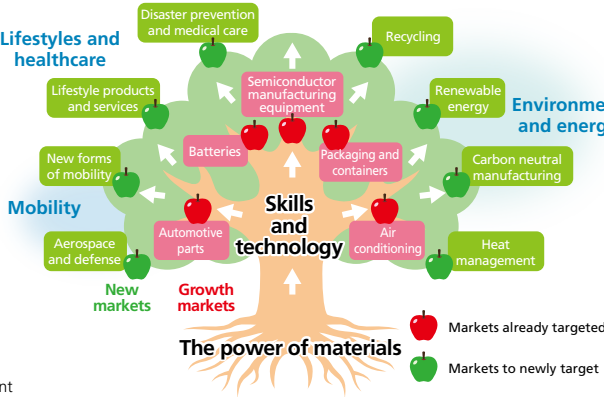 Disaster prevention
and medical care
Recycling
Lifestyles and
healthcare
Semiconductor
manufacturing
equipment
Lifestyle products
and services
Renewable
energy
Batteries
Packaging and
containers
New forms
of mobility
Carbon neutral
manufacturing
Mobility
Skills
and
technology
Automotive
parts
Air
conditioning
Aerospace
and defense
Heat
management
New
markets
Growth
markets
Markets already targeted
The power of materials
Markets to newly target